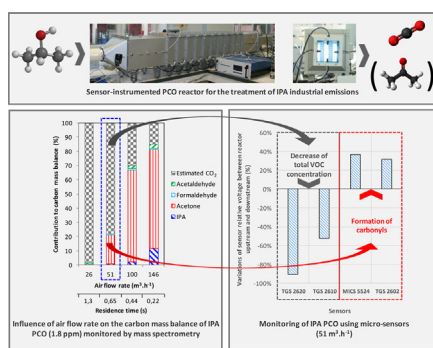 Sensor-instrumented PCO reactor for the treatment of IPA industrial emissions
Contribution to carbon mass balance (%)
100
90
80
70
60
50
40
30
20
10
0
Estimated CO₂
Acetaldehyde
Formaldehyde
Acetone
IPA
26 51 100 146
Air flow rate (m³.h⁻¹)
1,3 0,65 0,44 0,22
Residence time (s)
Influence of air flow rate on the carbon mass balance of IPA
PCO (1.8 ppm) monitored by mass spectrometry
Variations of sensor relative voltage between reactor
upstream and downstream (%)
60%
40%
20%
0%
-20%
-40%
-60%
-80%
-100%
Decrease of
total VOC
concentration
Formation of
carbonyls
TGS 2620 TGS 2610 MICS 5524 TGS 2602
Sensors
Monitoring of IPA PCO using micro-sensors
(51 m³.h⁻¹)